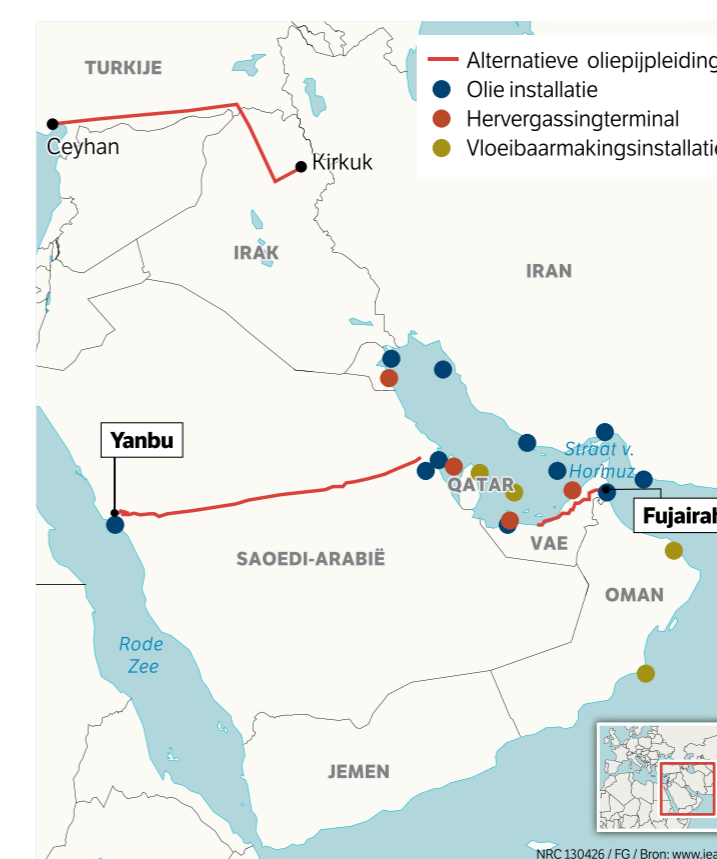 Alternatieve oliepijpleiding
Olie installatie
Hervergassingterminal
Vloeibaarmakingsinstallatie
TURKIJE
Ceyhan
Kirkuk
IRAK
IRAN
Yanbu
Straat v.
Hormuz
QATAR
Fujairah
VAE
SAOEDI-ARABIË
OMAN
Rode
Zee
JEMEN
NRC 130426 / FG / Bron: www.iea